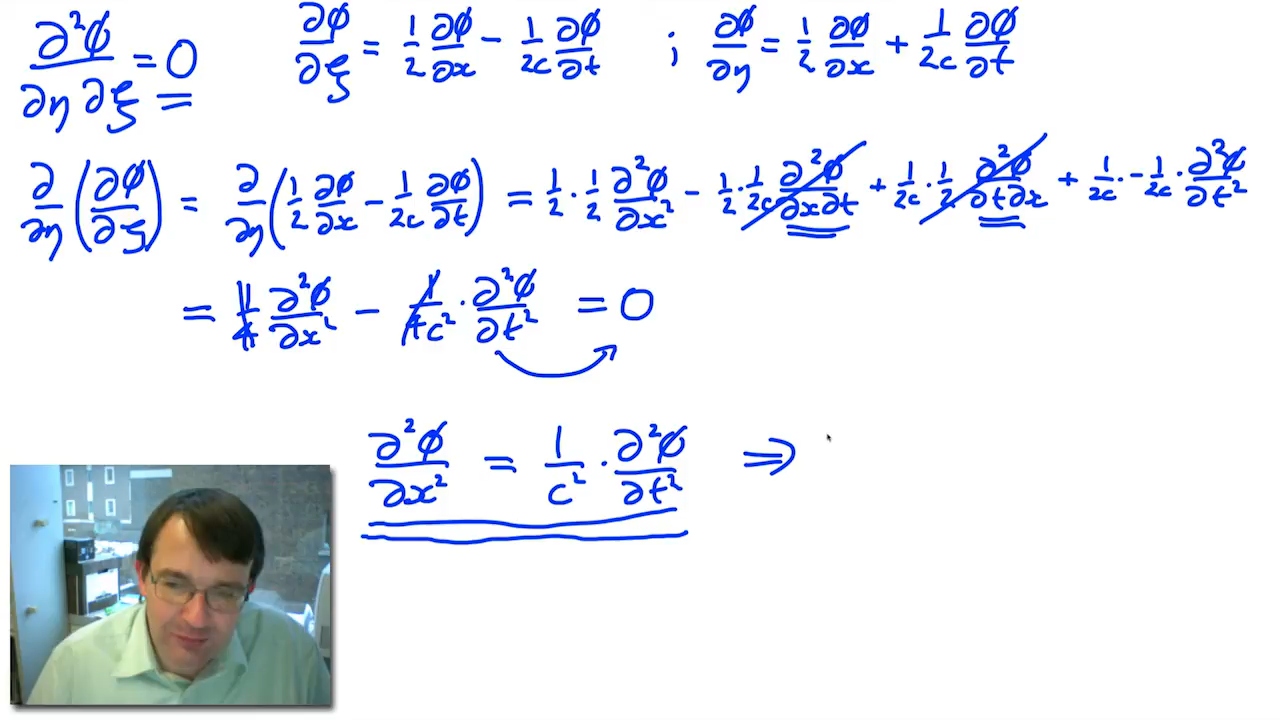 ∂²φ/∂η ∂ξ = 0    ∂φ/∂ξ = 1/2 ∂φ/∂x − 1/2c ∂φ/∂t ; ∂φ/∂η = 1/2 ∂φ/∂x + 1/2c ∂φ/∂t
∂/∂η (∂φ/∂ξ) = ∂/∂η (1/2 ∂φ/∂x − 1/2c ∂φ/∂t) = 1/2 · 1/2 ∂²φ/∂x² − 1/2 · 1/2c ∂²φ/∂x∂t + 1/2c · 1/2 ∂²φ/∂t∂x + 1/2c · −1/2c · ∂²φ/∂t²
= 1/4 ∂²φ/∂x² − 1/4c² · ∂²φ/∂t² = 0
∂²φ/∂x² = 1/c² · ∂²φ/∂t² ⇒